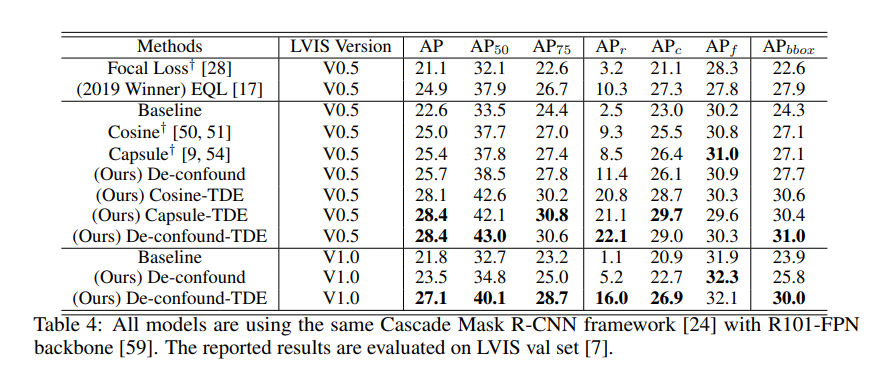 Methods LVIS Version AP AP50 AP75 APr APc APf APbbox
Focal Loss† [28] V0.5 21.1 32.1 22.6 3.2 21.1 28.3 22.6
(2019 Winner) EQL [17] V0.5 24.9 37.9 26.7 10.3 27.3 27.8 27.9
Baseline V0.5 22.6 33.5 24.4 2.5 23.0 30.2 24.3
Cosine† [50, 51] V0.5 25.0 37.7 27.0 9.3 25.5 30.8 27.1
Capsule† [9, 54] V0.5 25.4 37.8 27.4 8.5 26.4 31.0 27.1
(Ours) De-confound V0.5 25.7 38.5 27.8 11.4 26.1 30.9 27.7
(Ours) Cosine-TDE V0.5 28.1 42.6 30.2 20.8 28.7 30.3 30.6
(Ours) Capsule-TDE V0.5 28.4 42.1 30.8 21.1 29.7 29.6 30.4
(Ours) De-confound-TDE V0.5 28.4 43.0 30.6 22.1 29.0 30.3 31.0
Baseline V1.0 21.8 32.7 23.2 1.1 20.9 31.9 23.9
(Ours) De-confound V1.0 23.5 34.8 25.0 5.2 22.7 32.3 25.8
(Ours) De-confound-TDE V1.0 27.1 40.1 28.7 16.0 26.9 32.1 30.0
Table 4: All models are using the same Cascade Mask R-CNN framework [24] with R101-FPN
backbone [59]. The reported results are evaluated on LVIS val set [7].